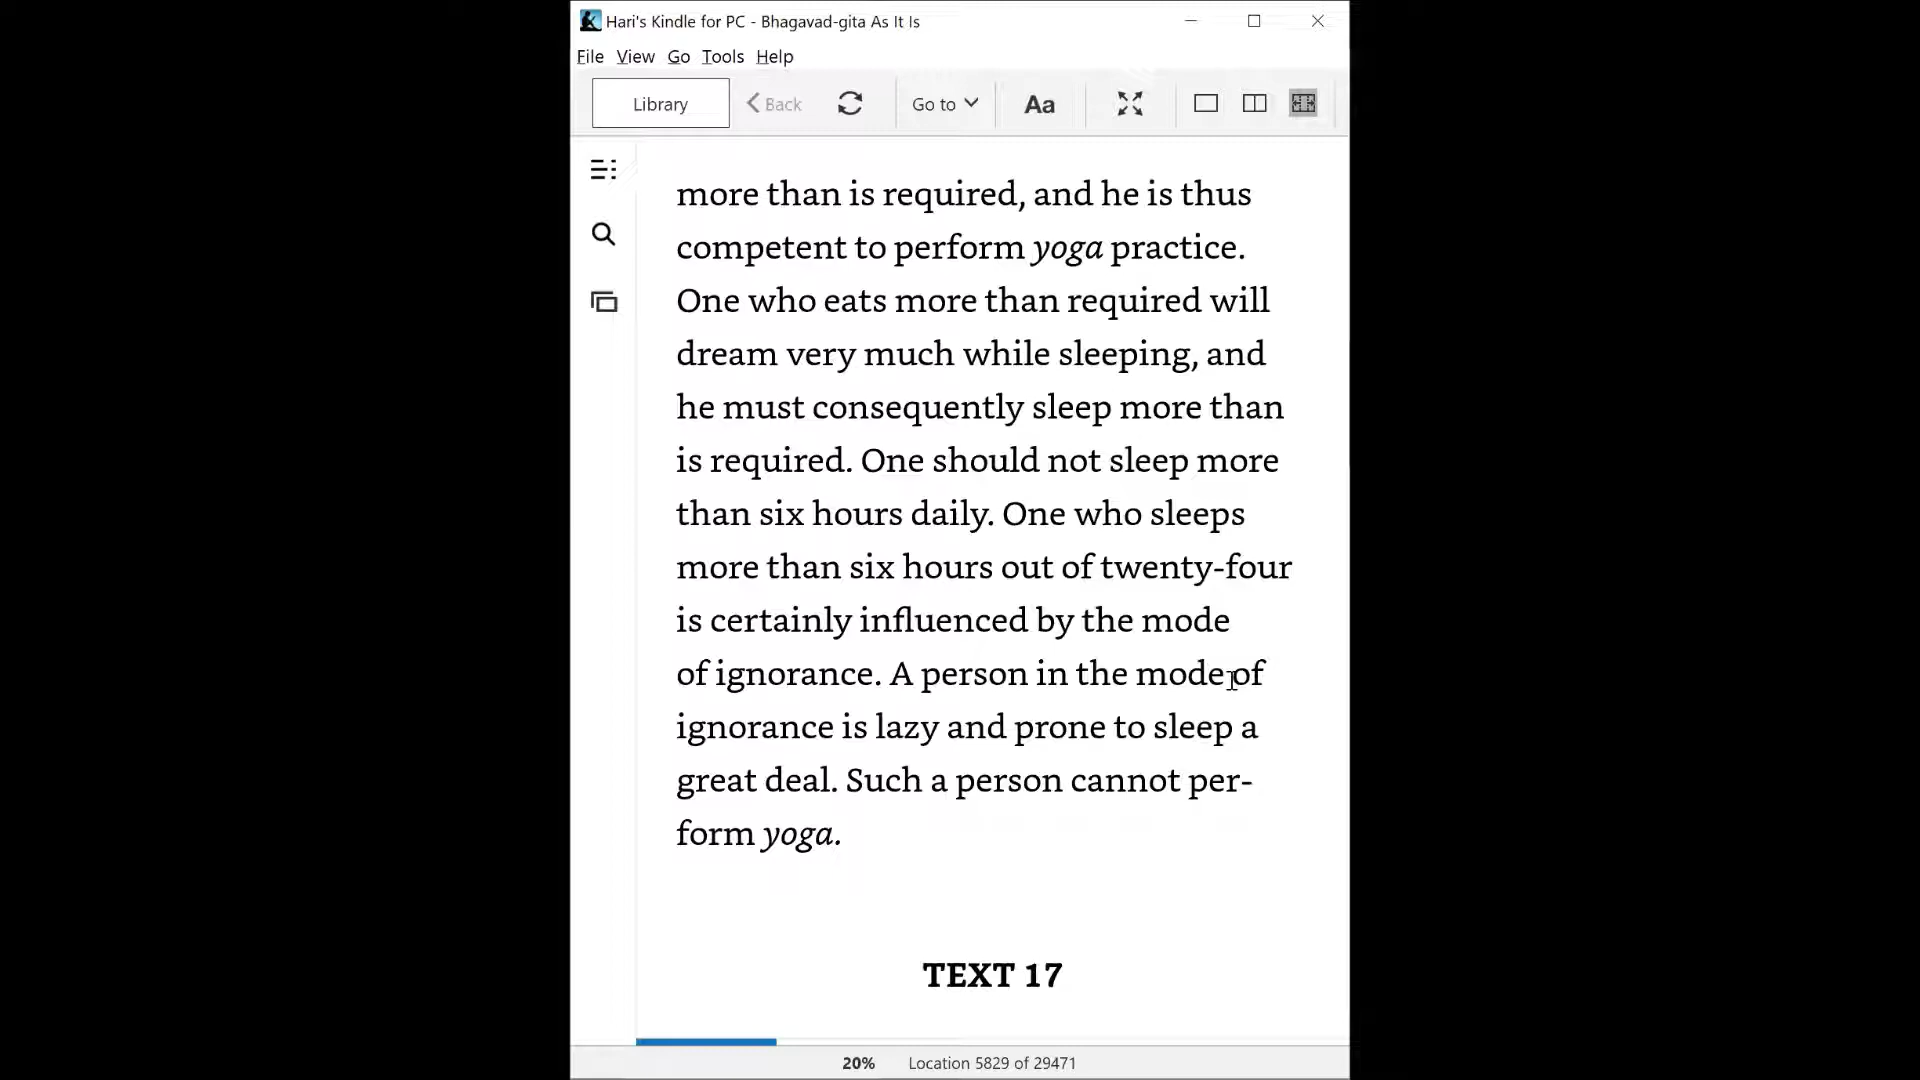 Hari's Kindle for PC - Bhagavad-gita As It Is
File View Go Tools Help
Library Back Go to Aa
more than is required, and he is thus
competent to perform yoga practice.
One who eats more than required will
dream very much while sleeping, and
he must consequently sleep more than
is required. One should not sleep more
than six hours daily. One who sleeps
more than six hours out of twenty-four
is certainly influenced by the mode
of ignorance. A person in the mode of
ignorance is lazy and prone to sleep a
great deal. Such a person cannot per-
form yoga.
TEXT 17
20% Location 5829 of 29471